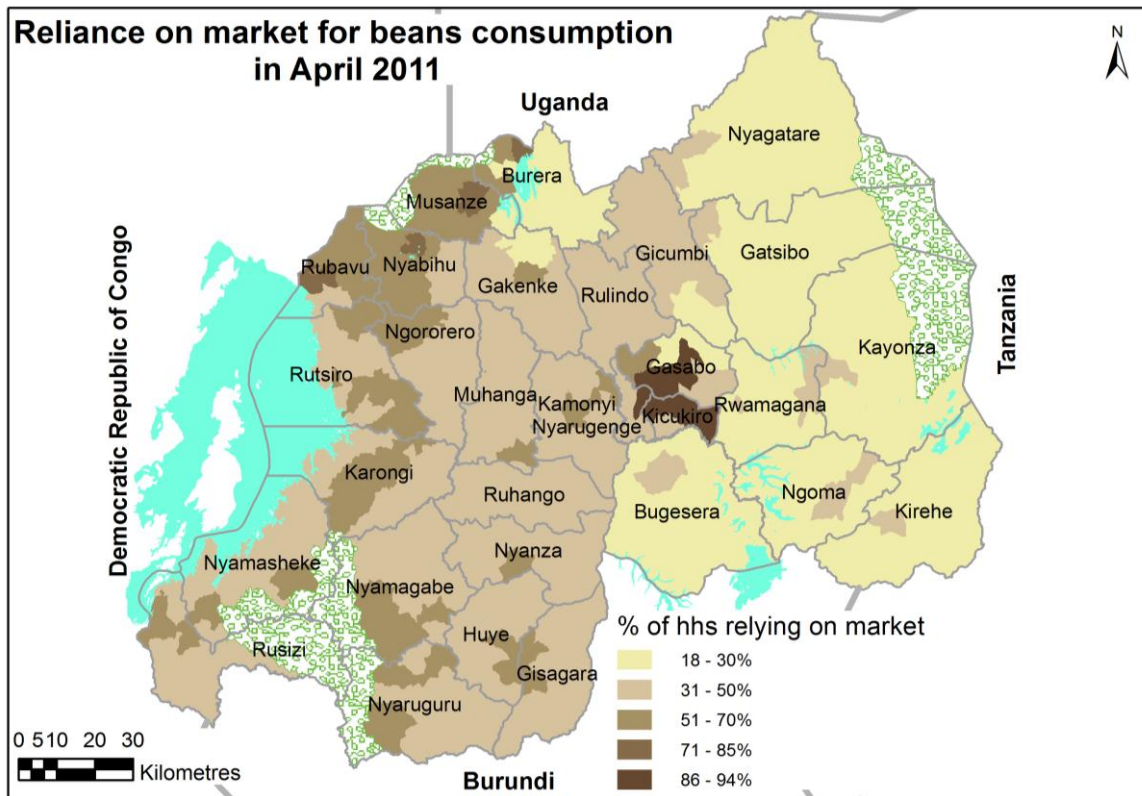 Reliance on market for beans consumption
in April 2011
N
Uganda
Nyagatare
Burera
Musanze
Gicumbi
Gatsibo
Rubavu
Nyabihu
Gakenke
Rulindo
Democratic Republic of Congo
Tanzania
Ngororero
Kayonza
Gasabo
Rutsiro
Muhanga
Kamonyi
Kicukiro
Rwamagana
Nyarugenge
Karongi
Ruhango
Ngoma
Bugesera
Kirehe
Nyanza
Nyamasheke
Nyamagabe
Huye
Rusizi
Gisagara
Nyaruguru
% of hhs relying on market
18 - 30%
31 - 50%
51 - 70%
71 - 85%
86 - 94%
0 510 20 30
Kilometres
Burundi